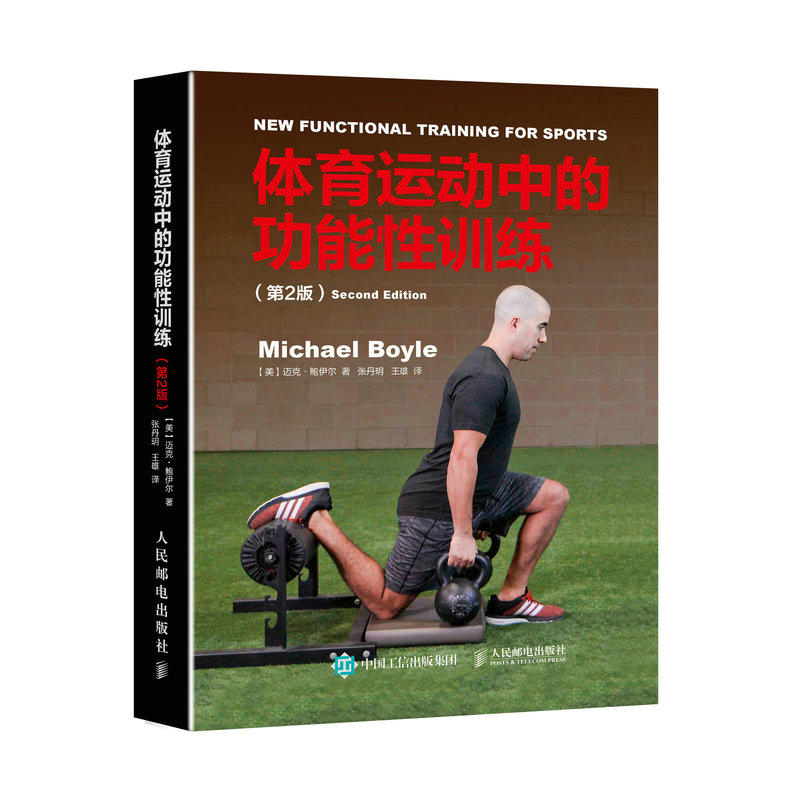 NEW FUNCTIONAL TRAINING FOR SPORTS
体育运动中的
功能性训练
（第2版）Second Edition
Michael Boyle
【美】迈克·鲍伊尔 著 张丹玥 王雄 译
中国工信出版集团
人民邮电出版社
POSTS & TELECOM PRESS
体育运动中的功能性训练（第2版）
【美】迈克·鲍伊尔 著
张丹玥 王雄 译
人民邮电出版社